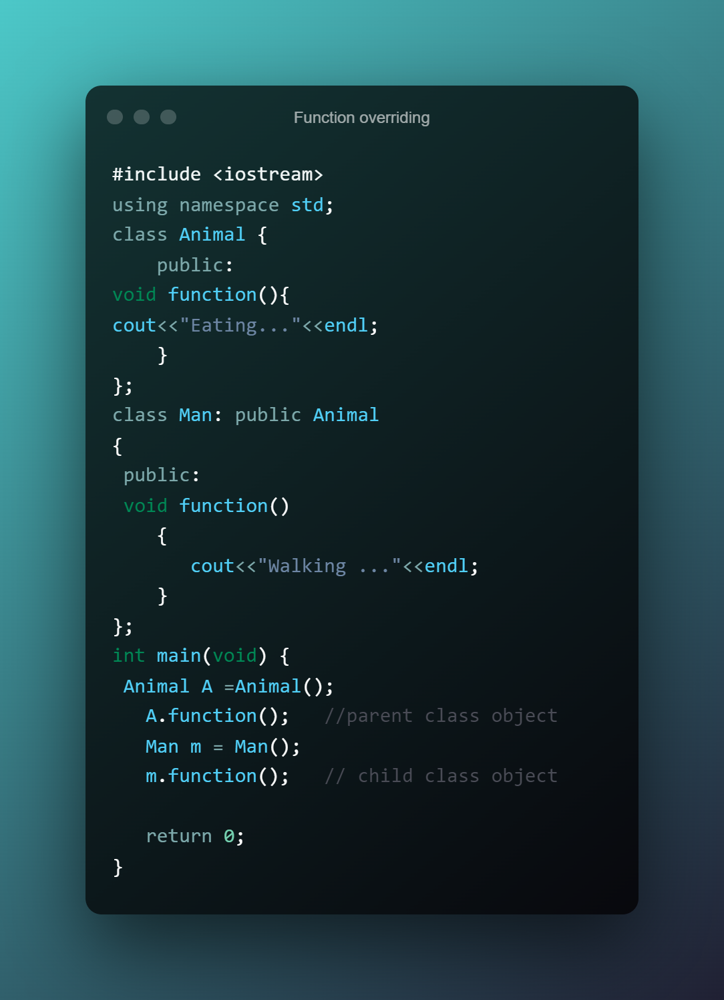 Function overriding
#include <iostream>
using namespace std;
class Animal {
    public:
void function(){
cout<<"Eating..."<<endl;
    }
};
class Man: public Animal
{
 public:
 void function()
    {
       cout<<"Walking ..."<<endl;
    }
};
int main(void) {
 Animal A =Animal();
   A.function();   //parent class object
   Man m = Man();
   m.function();   // child class object

   return 0;
}